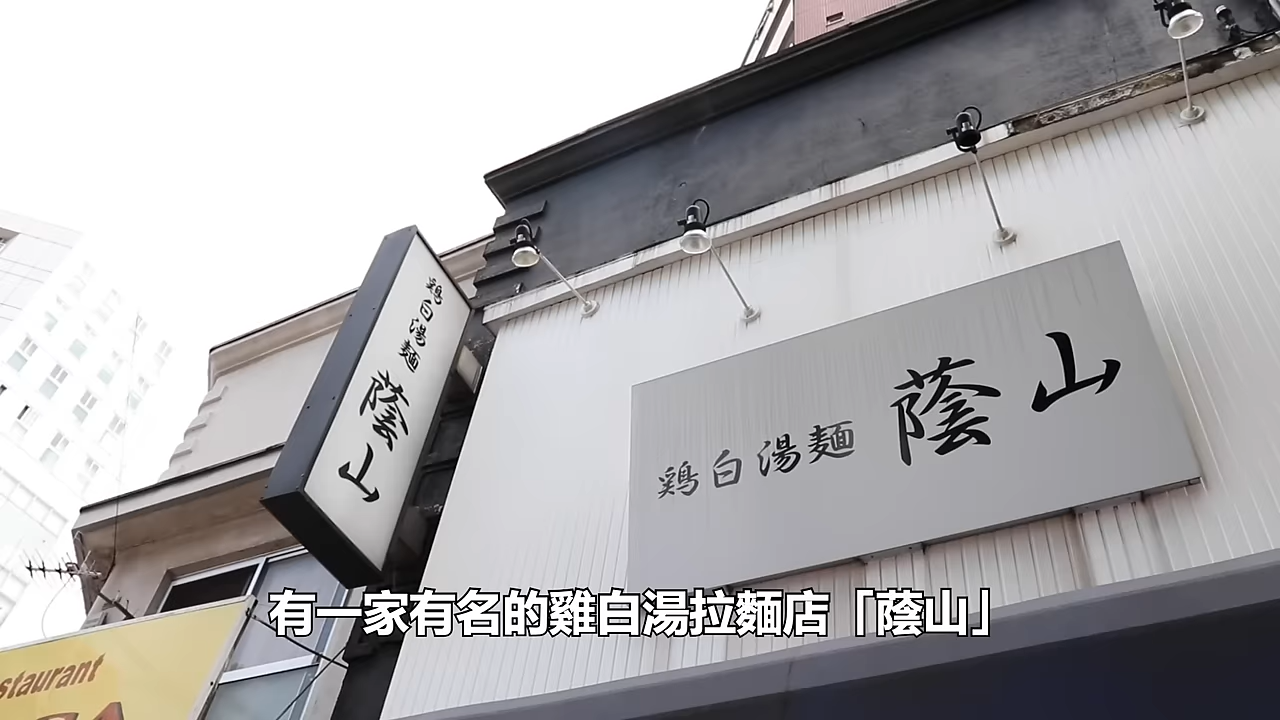 鶏白湯麺
蔭山
鶏白湯麺 蔭山
staurant
有一家有名的雞白湯拉麵店「蔭山」